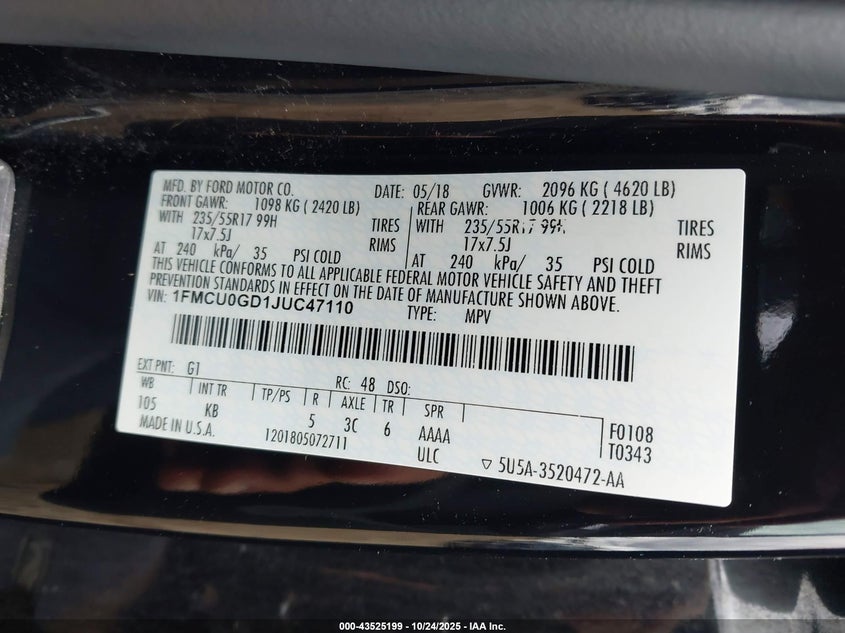 MFD. BY FORD MOTOR CO. DATE: 05/18 GVWR: 2096 KG ( 4620 LB)
FRONT GAWR: 1098 KG ( 2420 LB) REAR GAWR: 1006 KG ( 2218 LB)
WITH 235/55R17 99H TIRES WITH 235/55R17 99H TIRES
17x7.5J RIMS 17x7.5J RIMS
AT 240 kPa/ 35 PSI COLD AT 240 kPa/ 35 PSI COLD
THIS VEHICLE CONFORMS TO ALL APPLICABLE FEDERAL MOTOR VEHICLE SAFETY AND THEFT
PREVENTION STANDARDS IN EFFECT ON THE DATE OF MANUFACTURE SHOWN ABOVE.
VIN: 1FMCU0GD1JUC47110 TYPE: MPV
EXT PNT: G1 RC: 48 DSO:
WB INT TR TP/PS R AXLE TR SPR
105 KB 5 3C 6 AAAA F0108
MADE IN U.S.A. 1201805072711 ULC T0343
▽ 5U5A-3520472-AA
000-43525199 - 10/24/2025 - IAA Inc.